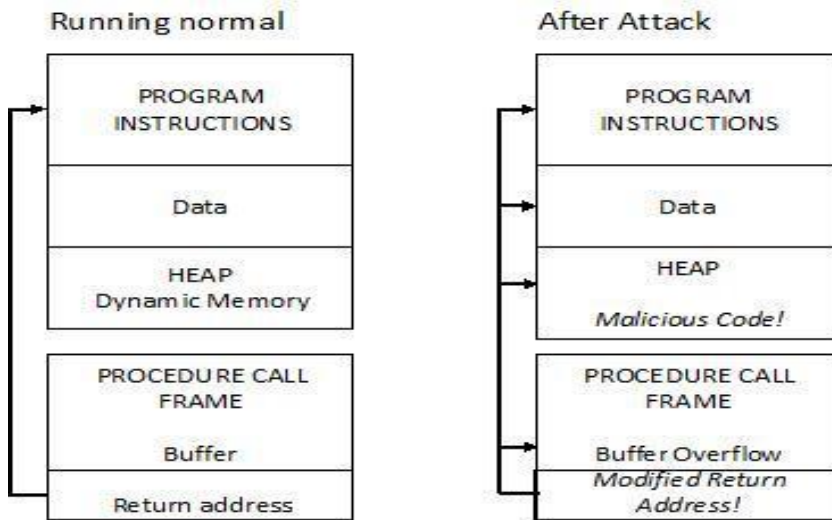 Running normal
PROGRAM
INSTRUCTIONS
Data
HEAP
Dynamic Memory
PROCEDURE CALL
FRAME
Buffer
Return address
After Attack
PROGRAM
INSTRUCTIONS
Data
HEAP
Malicious Code!
PROCEDURE CALL
FRAME
Buffer Overflow
Modified Return
Address!